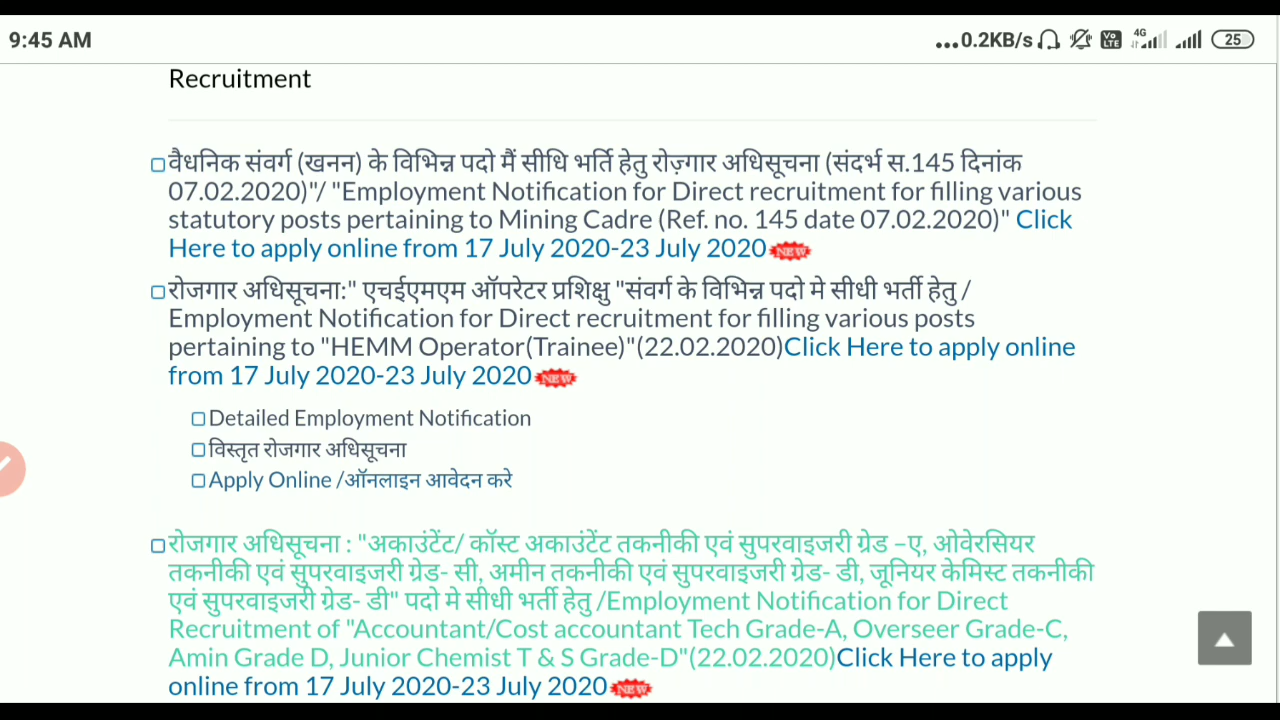 9:45 AM
...0.2KB/s Vo LTE 4G 25
Recruitment
वैधनिक संवर्ग (खनन) के विभिन्न पदो मैं सीधि भर्ति हेतु रोज़गार अधिसूचना (संदर्भ स.145 दिनांक
07.02.2020)"/ "Employment Notification for Direct recruitment for filling various
statutory posts pertaining to Mining Cadre (Ref. no. 145 date 07.02.2020)" Click
Here to apply online from 17 July 2020-23 July 2020 NEW
रोजगार अधिसूचना:" एचईएमएम ऑपरेटर प्रशिक्षु "संवर्ग के विभिन्न पदो मे सीधी भर्ती हेतु /
Employment Notification for Direct recruitment for filling various posts
pertaining to "HEMM Operator(Trainee)"(22.02.2020)Click Here to apply online
from 17 July 2020-23 July 2020 NEW
Detailed Employment Notification
विस्तृत रोजगार अधिसूचना
Apply Online /ऑनलाइन आवेदन करे
रोजगार अधिसूचना : "अकाउंटेंट/ कॉस्ट अकाउंटेंट तकनीकी एवं सुपरवाइजरी ग्रेड –ए, ओवेरसियर
तकनीकी एवं सुपरवाइजरी ग्रेड- सी, अमीन तकनीकी एवं सुपरवाइजरी ग्रेड- डी, जूनियर केमिस्ट तकनीकी
एवं सुपरवाइजरी ग्रेड- डी" पदो मे सीधी भर्ती हेतु /Employment Notification for Direct
Recruitment of "Accountant/Cost accountant Tech Grade-A, Overseer Grade-C,
Amin Grade D, Junior Chemist T & S Grade-D"(22.02.2020)Click Here to apply
online from 17 July 2020-23 July 2020 NEW